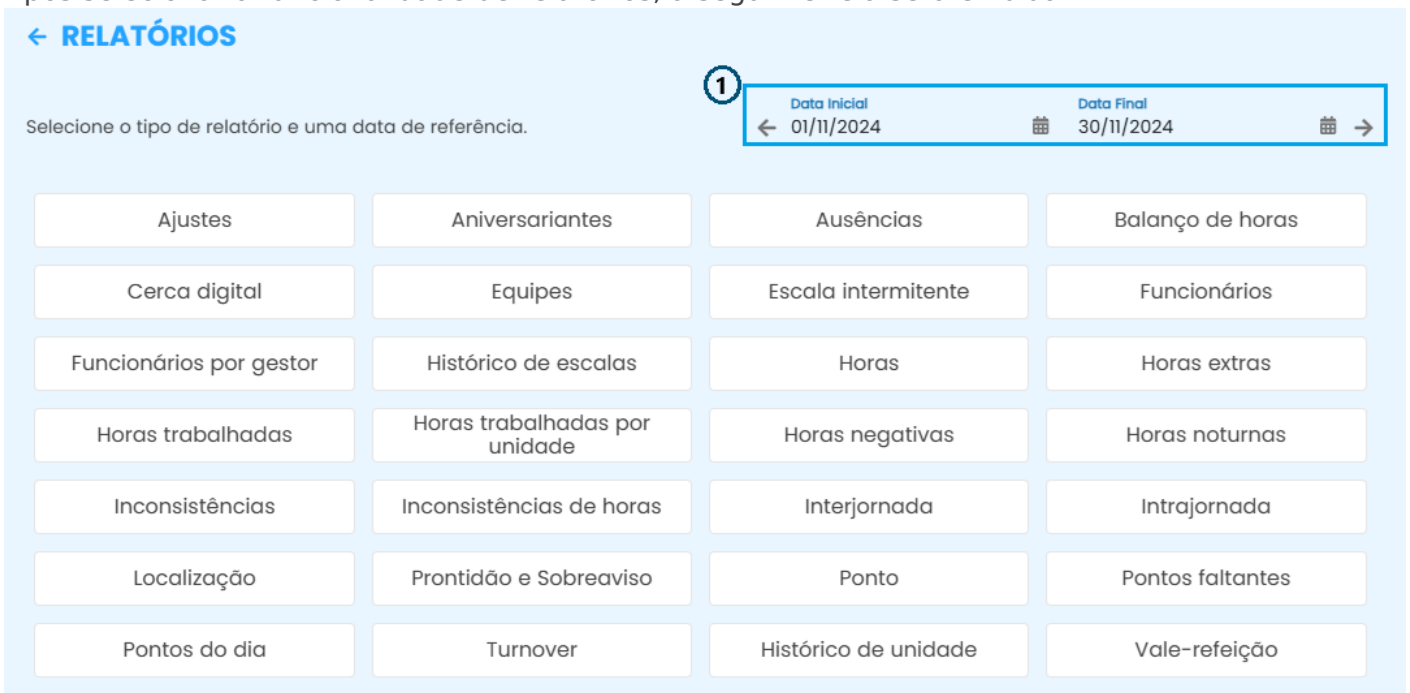 ← RELATÓRIOS
1
Data Inicial Data Final
Selecione o tipo de relatório e uma data de referência. ← 01/11/2024 30/11/2024 →
Ajustes Aniversariantes Ausências Balanço de horas
Cerca digital Equipes Escala intermitente Funcionários
Funcionários por gestor Histórico de escalas Horas Horas extras
Horas trabalhadas Horas trabalhadas por unidade Horas negativas Horas noturnas
Inconsistências Inconsistências de horas Interjornada Intrajornada
Localização Prontidão e Sobreaviso Ponto Pontos faltantes
Pontos do dia Turnover Histórico de unidade Vale-refeição